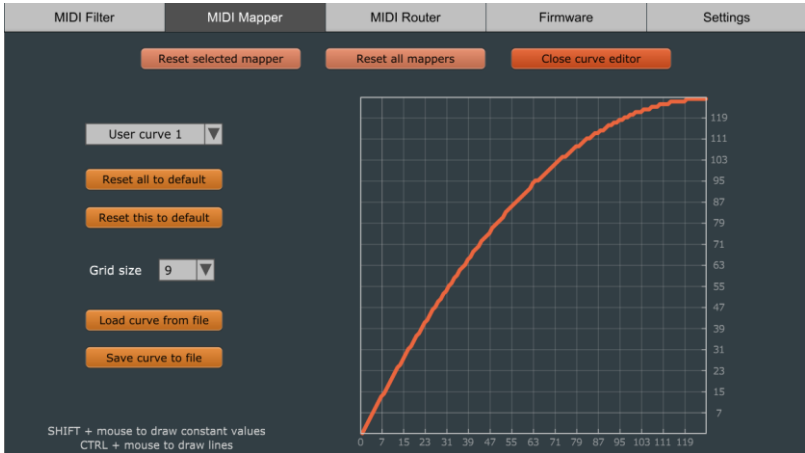 MIDI Filter MIDI Mapper MIDI Router Firmware Settings
Reset selected mapper Reset all mappers Close curve editor
User curve 1
Reset all to default
Reset this to default
Grid size 9
Load curve from file
Save curve to file
SHIFT + mouse to draw constant values
CTRL + mouse to draw lines
119
111
103
95
87
79
71
63
55
47
39
31
23
15
7
0 7 15 23 31 39 47 55 63 71 79 87 95 103 111 119